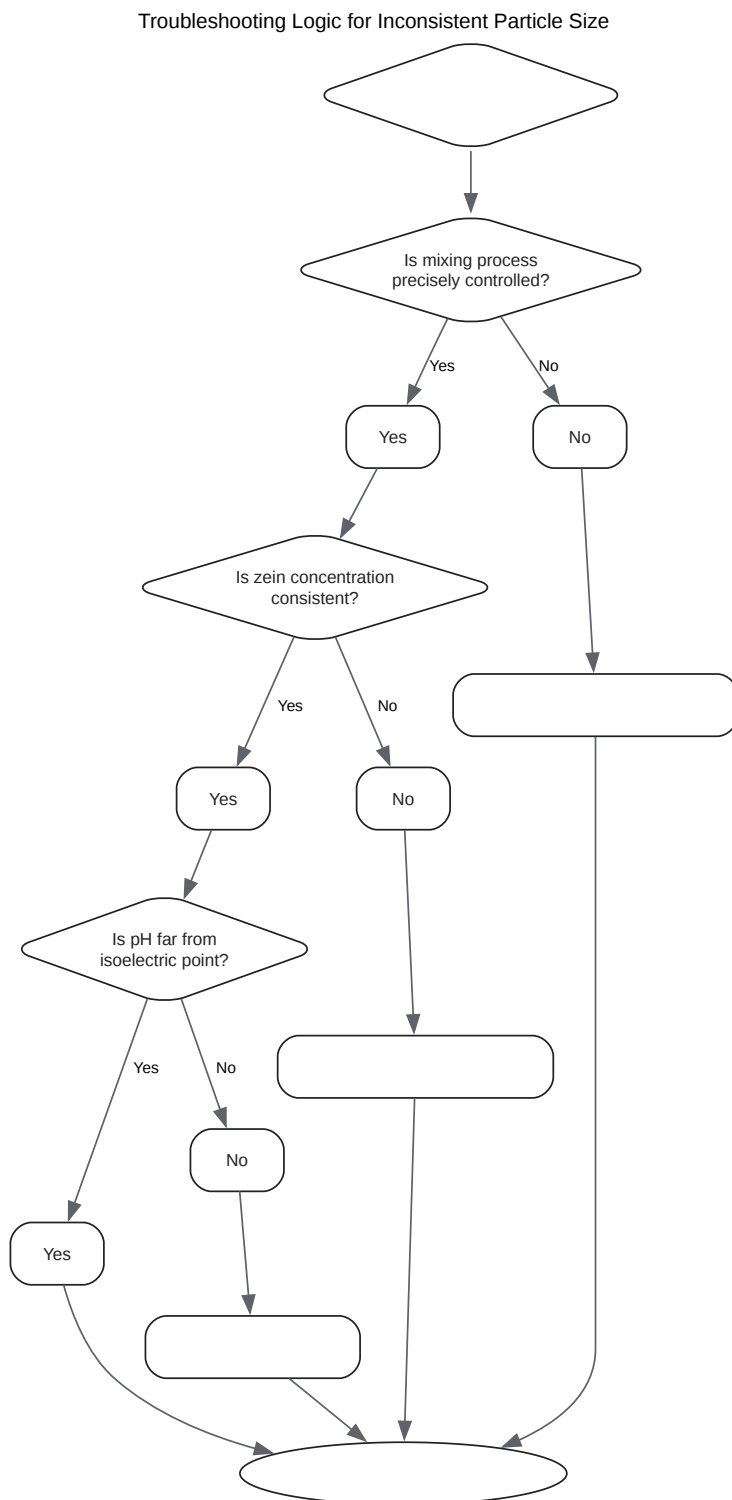 Troubleshooting Logic for Inconsistent Particle Size
Is mixing process
precisely controlled?
Yes
No
Yes
No
Is zein concentration
consistent?
Yes
No
Yes
No
Is pH far from
isoelectric point?
Yes
No
No
Yes